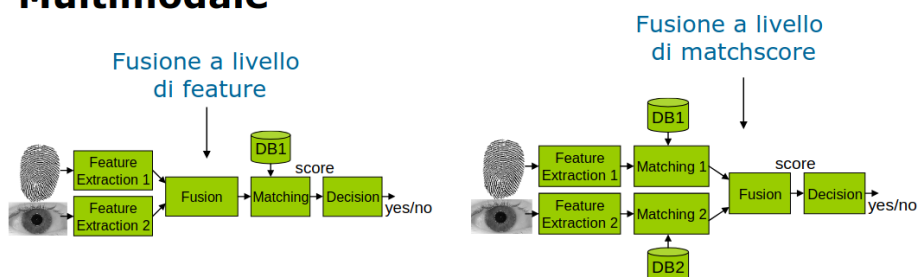 Multimodale
Fusione a livello
di feature
DB1
score
Feature
Extraction 1
Fusion
Matching
Decision
yes/no
Feature
Extraction 2
Fusione a livello
di matchscore
DB1
Feature
Extraction 1
Matching 1
score
Fusion
Decision
yes/no
Feature
Extraction 2
Matching 2
DB2